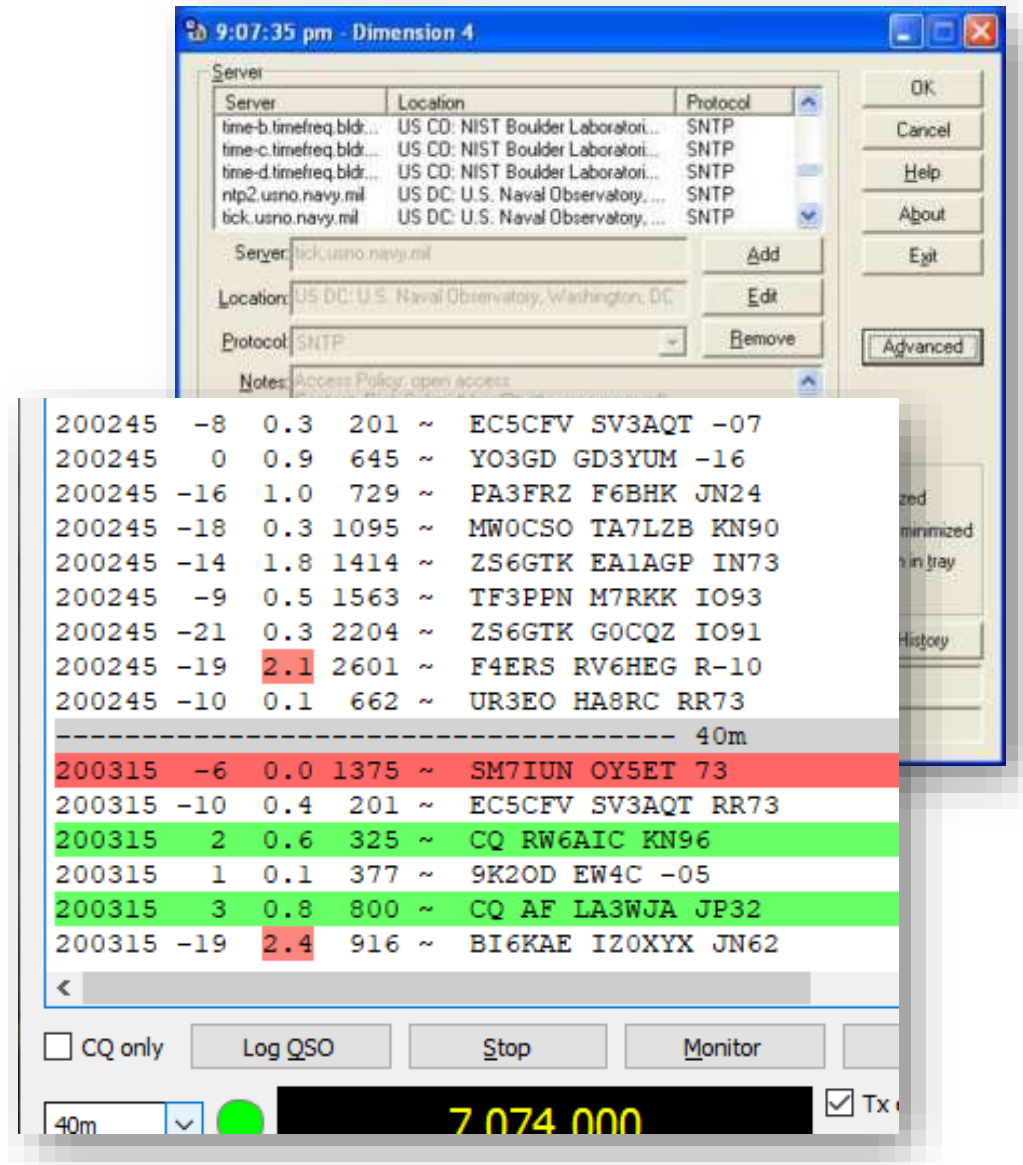 9:07:35 pm - Dimension 4
Server
Server Location Protocol
time-b.timefreq.bldr... US CO: NIST Boulder Laboratori... SNTP
time-c.timefreq.bldr... US CO: NIST Boulder Laboratori... SNTP
time-d.timefreq.bldr... US CO: NIST Boulder Laboratori... SNTP
ntp2.usno.navy.mil US DC: U.S. Naval Observatory, ... SNTP
tick.usno.navy.mil US DC: U.S. Naval Observatory, ... SNTP
Server: tick.usno.navy.mil
Location: US DC: U.S. Naval Observatory, Washington, DC
Protocol: SNTP
Notes: Access Policy: open access
Add
Edit
Remove
OK
Cancel
Help
About
Exit
Advanced
zed
minimized
in tray
History
200245 -8 0.3 201 ~ EC5CFV SV3AQT -07
200245 0 0.9 645 ~ YO3GD GD3YUM -16
200245 -16 1.0 729 ~ PA3FRZ F6BHK JN24
200245 -18 0.3 1095 ~ MW0CSO TA7LZB KN90
200245 -14 1.8 1414 ~ ZS6GTK EA1AGP IN73
200245 -9 0.5 1563 ~ TF3PPN M7RKK IO93
200245 -21 0.3 2204 ~ ZS6GTK G0CQZ IO91
200245 -19 2.1 2601 ~ F4ERS RV6HEG R-10
200245 -10 0.1 662 ~ UR3EO HA8RC RR73
------------------------------------ 40m
200315 -6 0.0 1375 ~ SM7IUN OY5ET 73
200315 -10 0.4 201 ~ EC5CFV SV3AQT RR73
200315 2 0.6 325 ~ CQ RW6AIC KN96
200315 1 0.1 377 ~ 9K2OD EW4C -05
200315 3 0.8 800 ~ CQ AF LA3WJA JP32
200315 -19 2.4 916 ~ BI6KAE IZ0XYX JN62
CQ only Log QSO Stop Monitor
40m 7.074 000 Tx